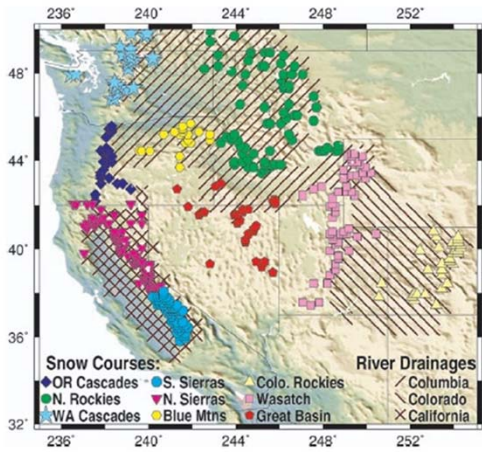 236° 240° 244° 248° 252°
48°
44°
40°
36°
Snow Courses: River Drainages
OR Cascades S. Sierras Colo. Rockies Columbia
N. Rockies N. Sierras Wasatch Colorado
WA Cascades Blue Mtns Great Basin California
32°
236° 240° 244° 248° 252°